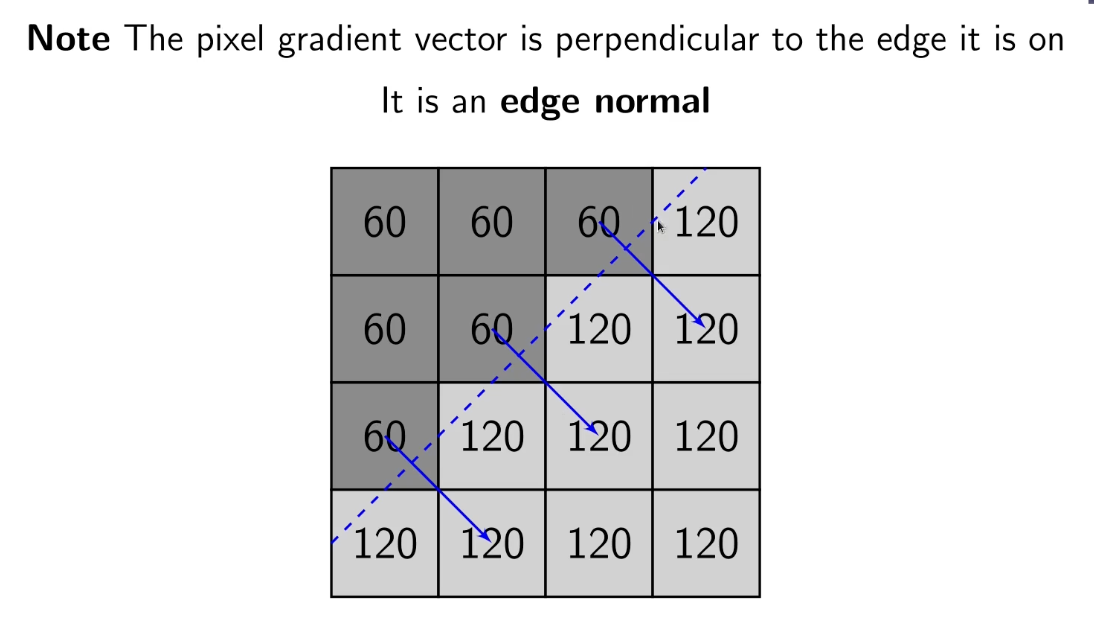 Note The pixel gradient vector is perpendicular to the edge it is on
It is an edge normal
60 60 60 120
60 60 120 120
60 120 120 120
120 120 120 120